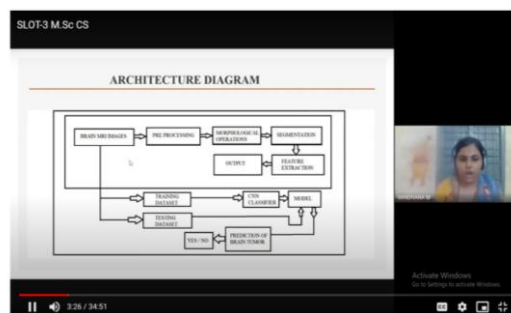 SLOT-3 M.Sc CS
ARCHITECTURE DIAGRAM
BRAIN MRI IMAGES
PRE PROCESSING
MORPHOLOGICAL
OPERATIONS
SEGMENTATION
OUTPUT
FEATURE
EXTRACTION
TRAINING
DATASET
CNN
CLASSIFIER
MODEL
TESTING
DATASET
YES / NO
PREDICTION OF
BRAIN TUMOR
Activate Windows
Go to Settings to activate Windows.
3:26 / 34:51